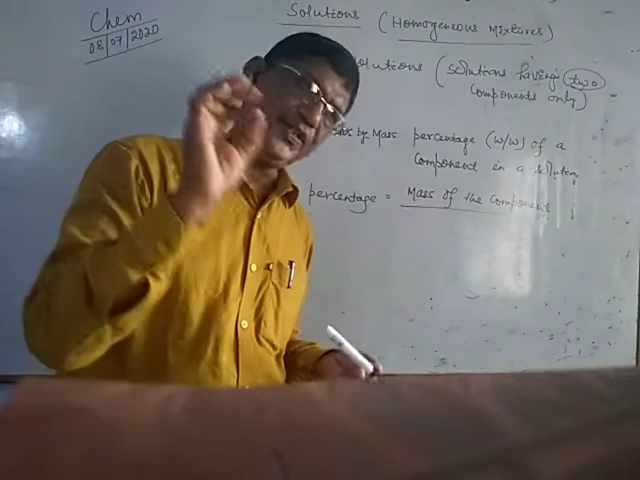 Chem
08/07/2020
Solutions (Homogeneous Mixtures)
olutions (solutions having two
components only)
by Mass percentage (w/w) of a
Component in a solution
percentage = Mass of the component